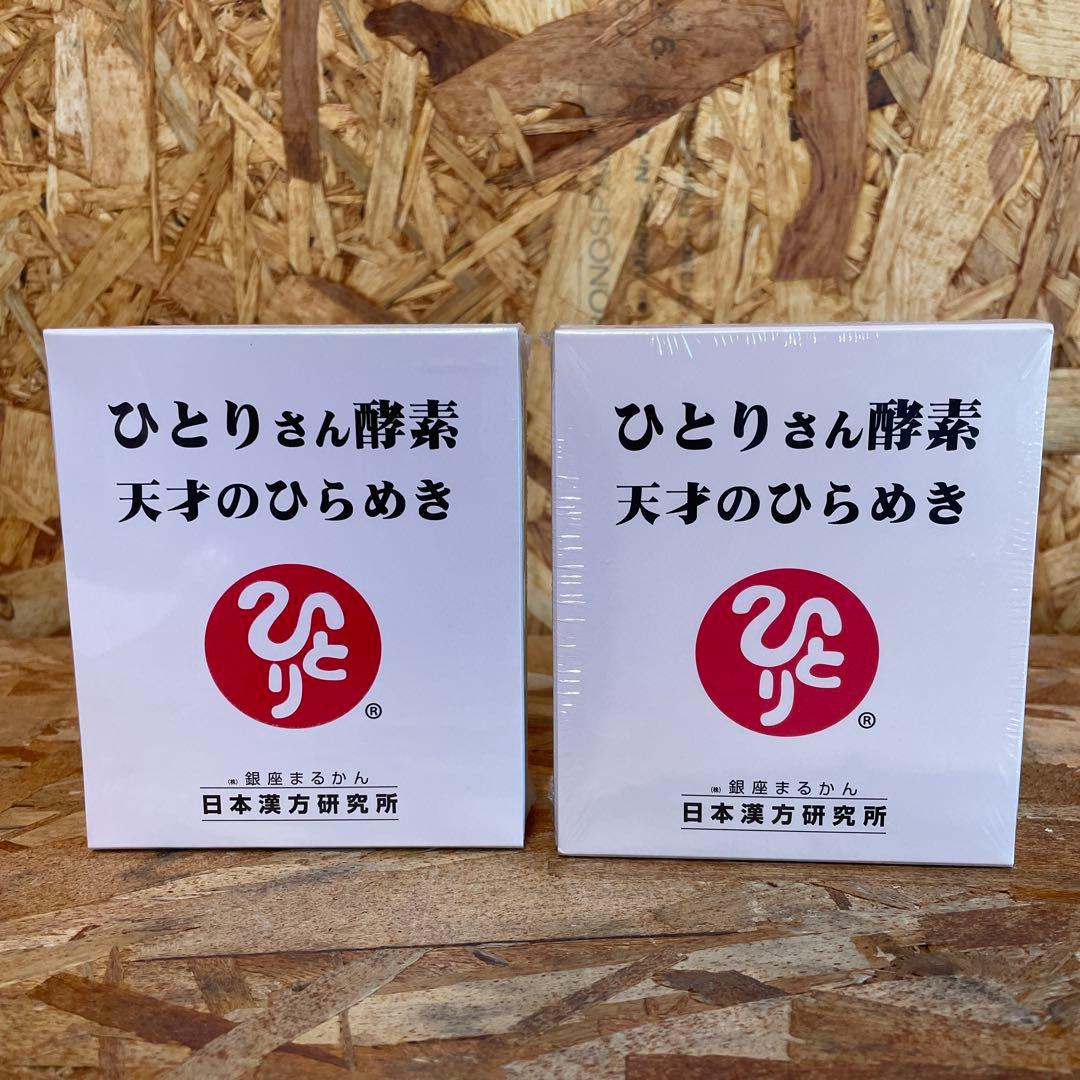 ひとりさん酵素
天才のひらめき
ひとり
®
㈱ 銀座まるかん
日本漢方研究所
ひとりさん酵素
天才のひらめき
ひとり
®
㈱ 銀座まるかん
日本漢方研究所